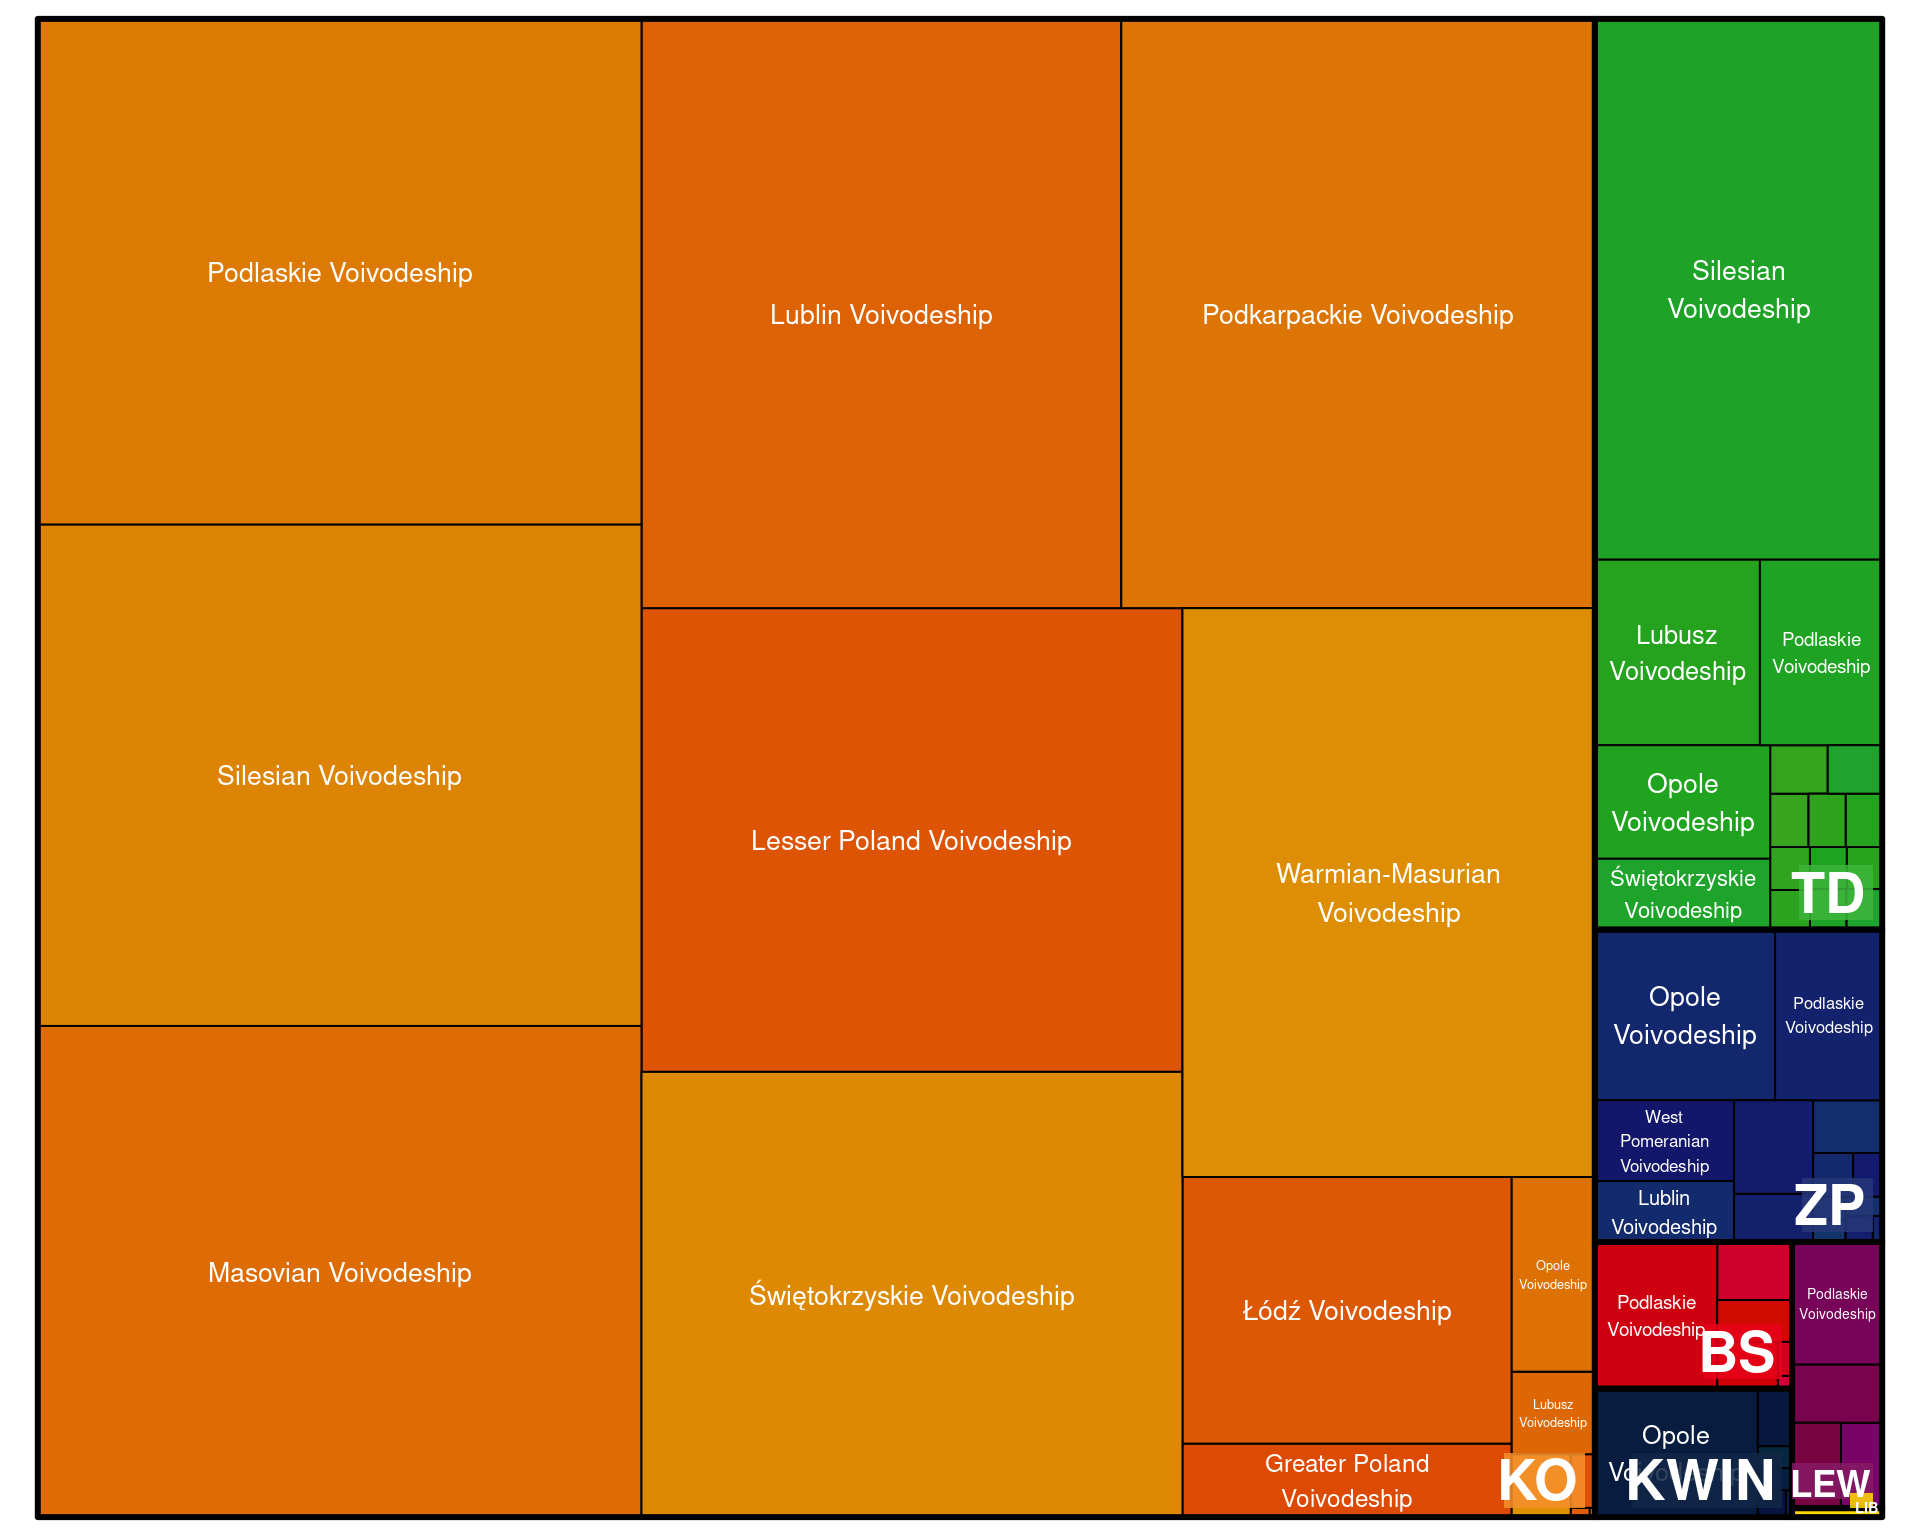 Podlaskie Voivodeship
Silesian Voivodeship
Masovian Voivodeship
Lublin Voivodeship
Podkarpackie Voivodeship
Lesser Poland Voivodeship
Warmian-Masurian
Voivodeship
Świętokrzyskie Voivodeship
Łódź Voivodeship
Greater Poland
Voivodeship
Opole
Voivodeship
Lubusz
Voivodeship
KO
Silesian
Voivodeship
Lubusz
Voivodeship
Podlaskie
Voivodeship
Opole
Voivodeship
Świętokrzyskie
Voivodeship
TD
Opole
Voivodeship
Podlaskie
Voivodeship
West
Pomeranian
Voivodeship
Lublin
Voivodeship
ZP
Podlaskie
Voivodeship
BS
Podlaskie
Voivodeship
Opole
KWIN
LEW
LIB